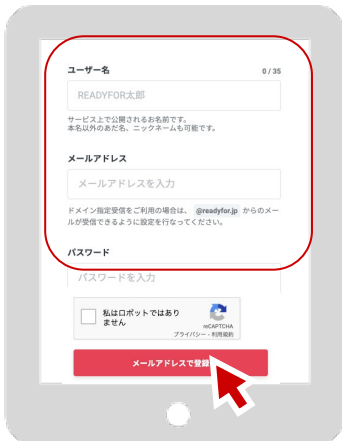 ユーザー名
0 / 35
READYFOR太郎
サービス上で公開されるお名前です。
本名以外のあだ名、ニックネームも可能です。
メールアドレス
メールアドレスを入力
ドメイン指定受信をご利用の場合は、 @readyfor.jp からのメー
ルが受信できるように設定を行なってください。
パスワード
パスワードを入力
私はロボットではあり
ません
reCAPTCHA
プライバシー - 利用規約
メールアドレスで登録